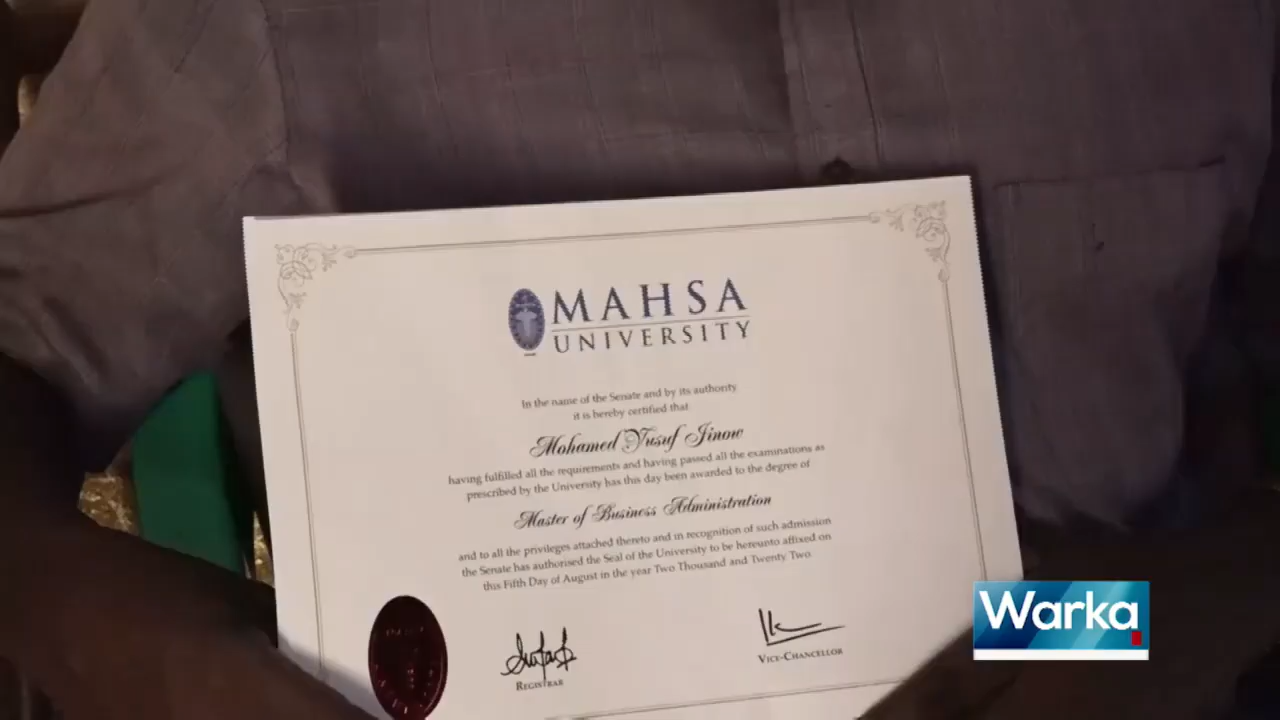 MAHSA
UNIVERSITY
In the name of the Senate and by its authority
it is hereby certified that
Mohamed Yusuf Jinow
having fulfilled all the requirements and having passed all the examinations as
prescribed by the University has this day been awarded to the degree of
Master of Business Administration
and to all the privileges attached thereto and in recognition of such admission
the Senate has authorised the Seal of the University to be hereunto affixed on
this Fifth Day of August in the year Two Thousand and Twenty Two
Registrar
Vice-Chancellor
Warka